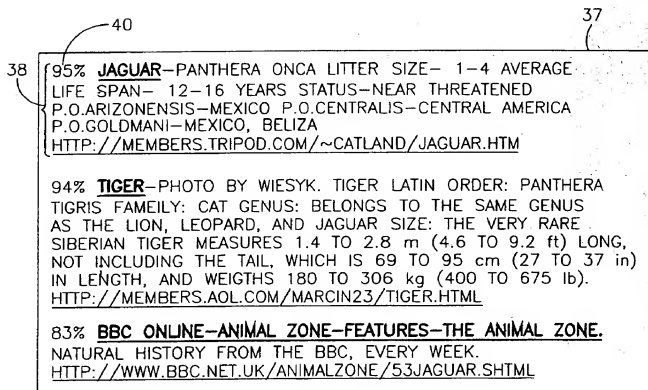 40
37
38
95% JAGUAR–PANTHERA ONCA LITTER SIZE– 1–4 AVERAGE
LIFE SPAN– 12–16 YEARS STATUS–NEAR THREATENED
P.O.ARIZONENSIS–MEXICO P.O.CENTRALIS–CENTRAL AMERICA
P.O.GOLDMANI–MEXICO, BELIZA
HTTP://MEMBERS.TRIPOD.COM/~CATLAND/JAGUAR.HTM
94% TIGER–PHOTO BY WIESYK. TIGER LATIN ORDER: PANTHERA
TIGRIS FAMEILY: CAT GENUS: BELONGS TO THE SAME GENUS
AS THE LION, LEOPARD, AND JAGUAR SIZE: THE VERY RARE
SIBERIAN TIGER MEASURES 1.4 TO 2.8 m (4.6 TO 9.2 ft) LONG,
NOT INCLUDING THE TAIL, WHICH IS 69 TO 95 cm (27 TO 37 in)
IN LENGTH, AND WEIGTHS 180 TO 306 kg (400 TO 675 lb).
HTTP://MEMBERS.AOL.COM/MARCIN23/TIGER.HTML
83% BBC ONLINE–ANIMAL ZONE–FEATURES–THE ANIMAL ZONE.
NATURAL HISTORY FROM THE BBC, EVERY WEEK.
HTTP://WWW.BBC.NET.UK/ANIMALZONE/53JAGUAR.SHTML